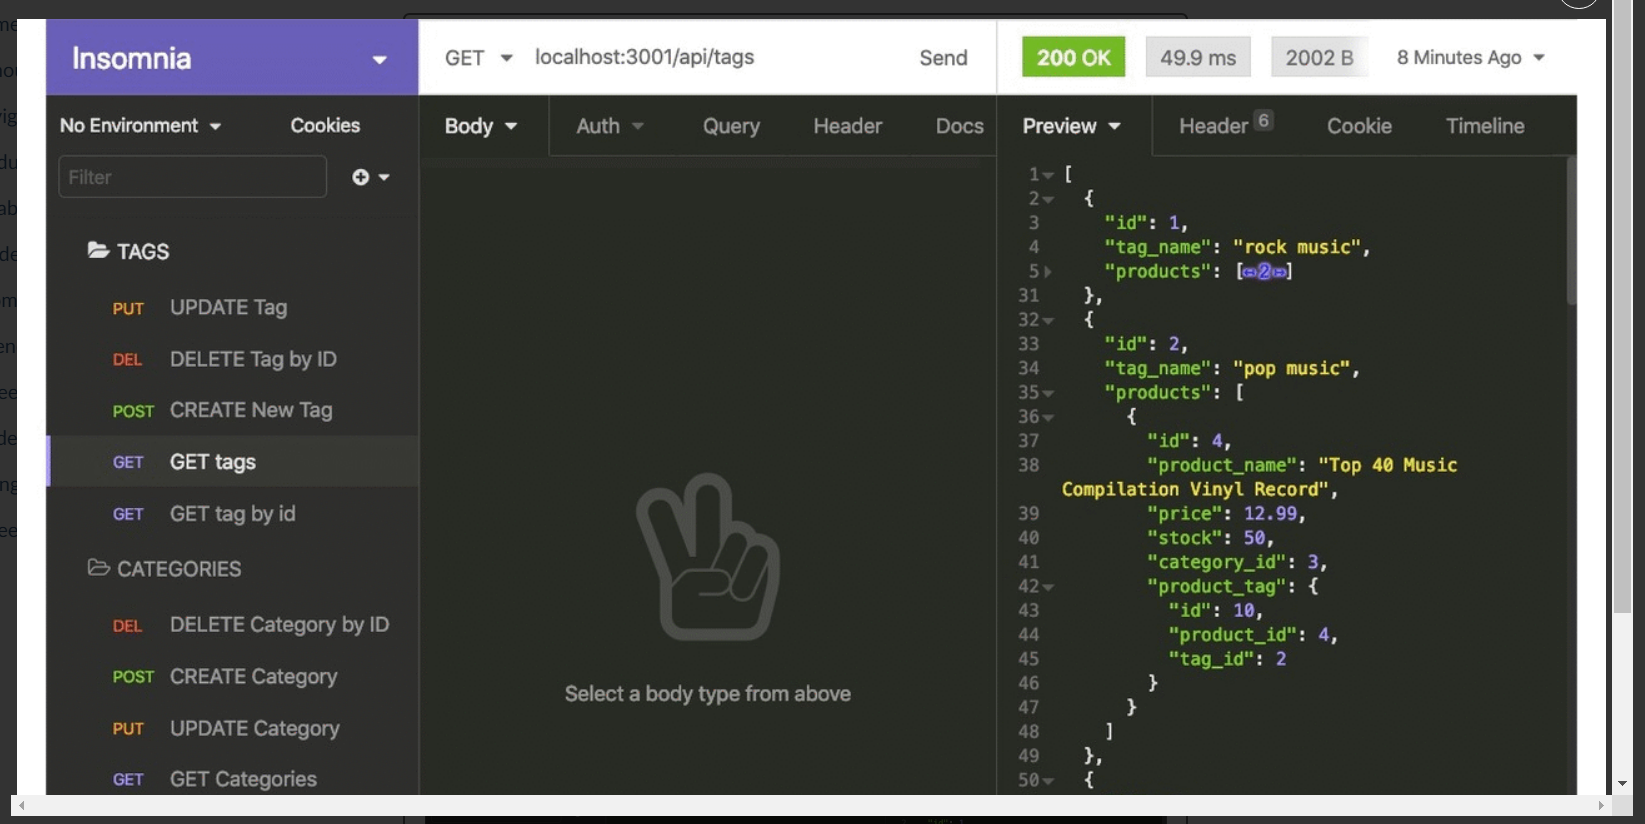 Insomnia
GET localhost:3001/api/tags Send
200 OK 49.9 ms 2002 B 8 Minutes Ago
No Environment Cookies
Body Auth Query Header Docs
Preview Header 6 Cookie Timeline
Filter
TAGS
PUT UPDATE Tag
DEL DELETE Tag by ID
POST CREATE New Tag
GET GET tags
GET GET tag by id
CATEGORIES
DEL DELETE Category by ID
POST CREATE Category
PUT UPDATE Category
GET GET Categories
Select a body type from above
1 [
2 {
3 "id": 1,
4 "tag_name": "rock music",
5 "products": [↔2↔]
31 },
32 {
33 "id": 2,
34 "tag_name": "pop music",
35 "products": [
36 {
37 "id": 4,
38 "product_name": "Top 40 Music
Compilation Vinyl Record",
39 "price": 12.99,
40 "stock": 50,
41 "category_id": 3,
42 "product_tag": {
43 "id": 10,
44 "product_id": 4,
45 "tag_id": 2
46 }
47 }
48 ]
49 },
50 {